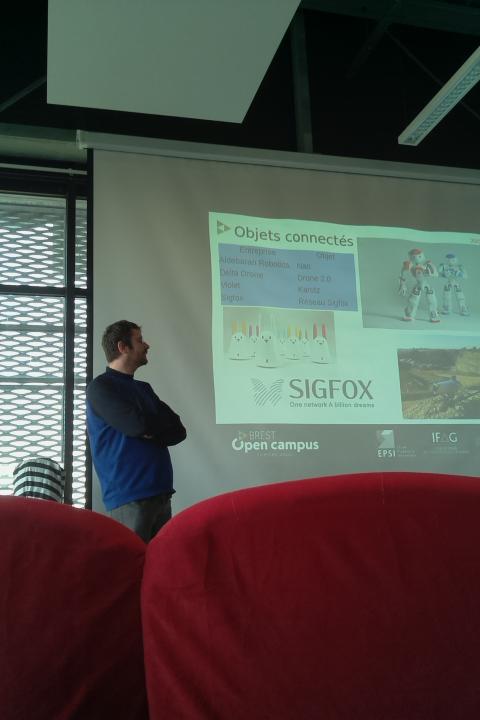 Objets connectés
Entreprise Objet
Aldebaran Robotics Nao
Delta Drone Drone 2.0
Violet Karotz
Sigfox Réseau Sigfox
SIGFOX
One network A billion dreams
BREST
Open campus
EPSI
IFAG